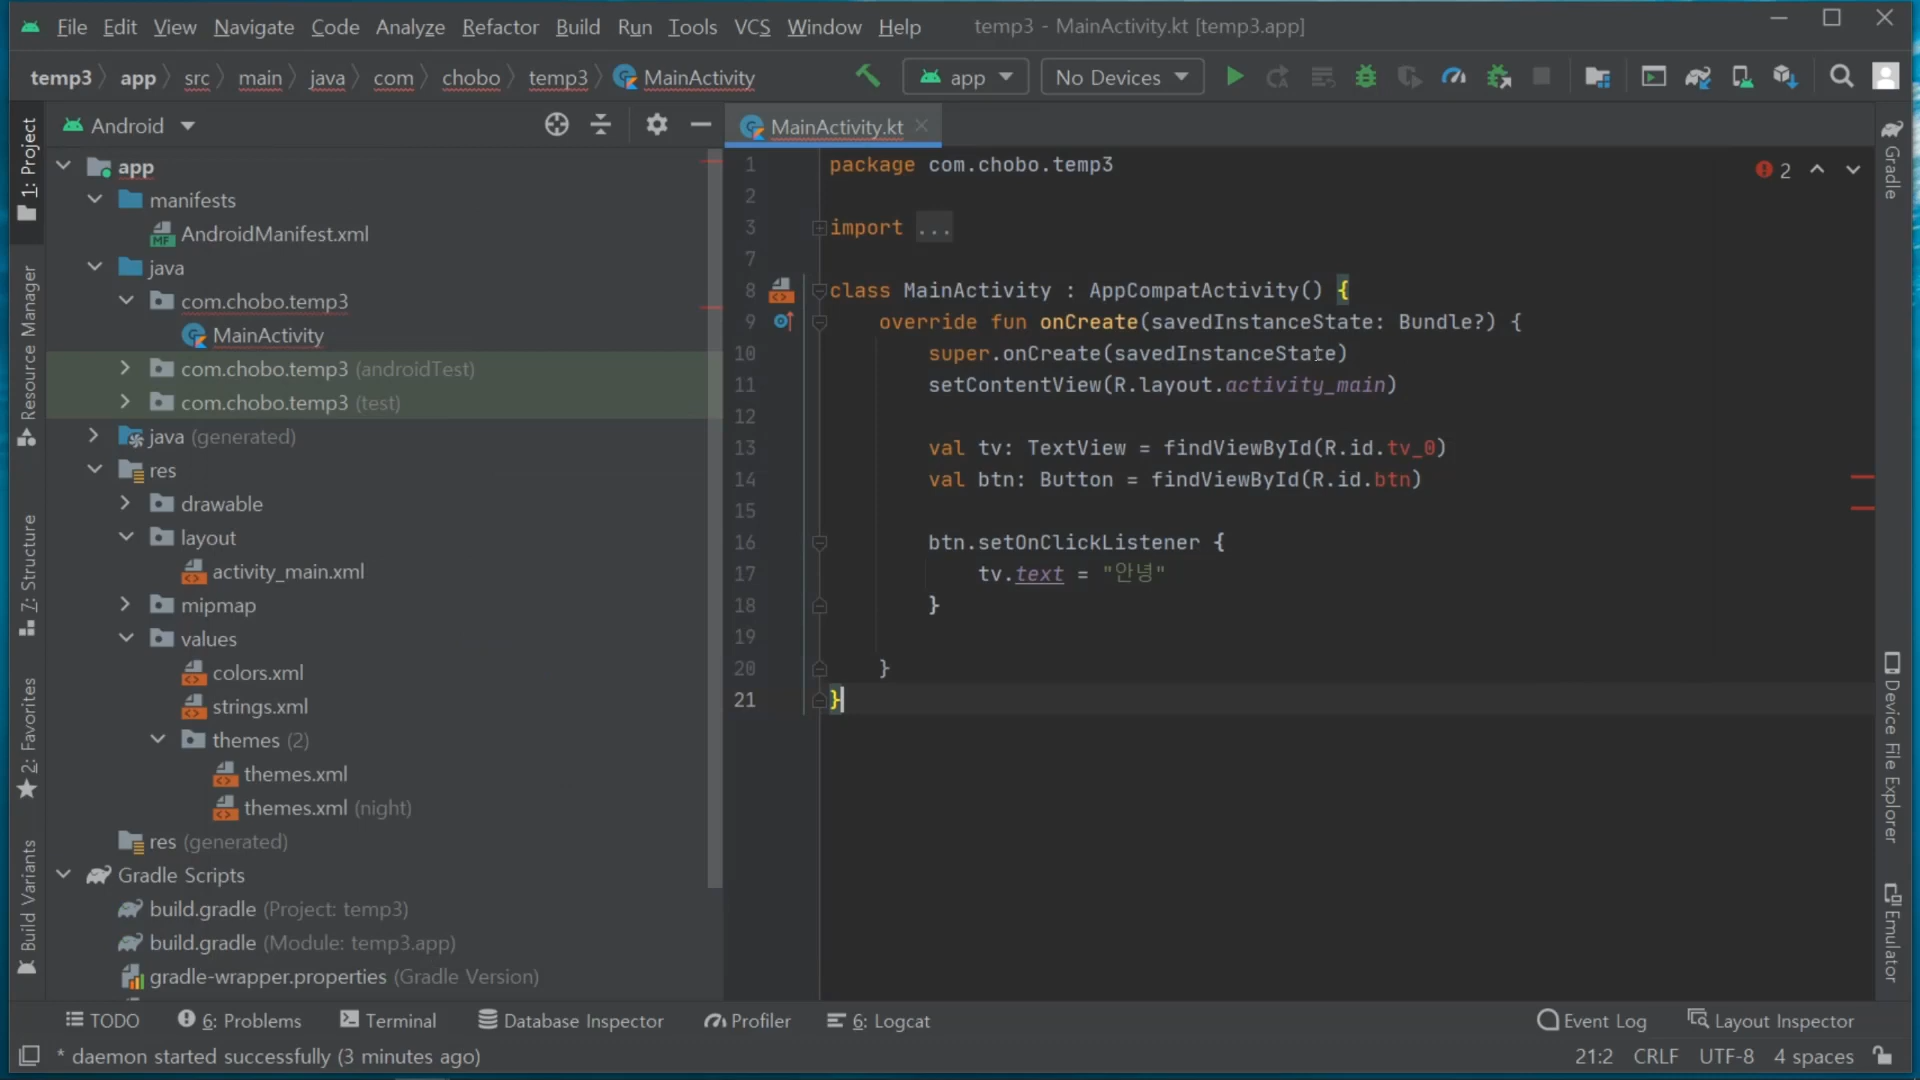 File Edit View Navigate Code Analyze Refactor Build Run Tools VCS Window Help temp3 - MainActivity.kt [temp3.app]
temp3 app src main java com chobo temp3 MainActivity app No Devices
Android
MainActivity.kt
1: Project
Resource Manager
7: Structure
2: Favorites
Build Variants
app
manifests
AndroidManifest.xml
java
com.chobo.temp3
MainActivity
com.chobo.temp3 (androidTest)
com.chobo.temp3 (test)
java (generated)
res
drawable
layout
activity_main.xml
mipmap
values
colors.xml
strings.xml
themes (2)
themes.xml
themes.xml (night)
res (generated)
Gradle Scripts
build.gradle (Project: temp3)
build.gradle (Module: temp3.app)
gradle-wrapper.properties (Gradle Version)
1 package com.chobo.temp3
2
3 import ...
7
8 class MainActivity : AppCompatActivity() {
9 override fun onCreate(savedInstanceState: Bundle?) {
10 super.onCreate(savedInstanceState)
11 setContentView(R.layout.activity_main)
12
13 val tv: TextView = findViewById(R.id.tv_0)
14 val btn: Button = findViewById(R.id.btn)
15
16 btn.setOnClickListener {
17 tv.text = "안녕"
18 }
19
20 }
21 }
2
Gradle
Device File Explorer
Emulator
TODO 6: Problems Terminal Database Inspector Profiler 6: Logcat Event Log Layout Inspector
* daemon started successfully (3 minutes ago) 21:2 CRLF UTF-8 4 spaces